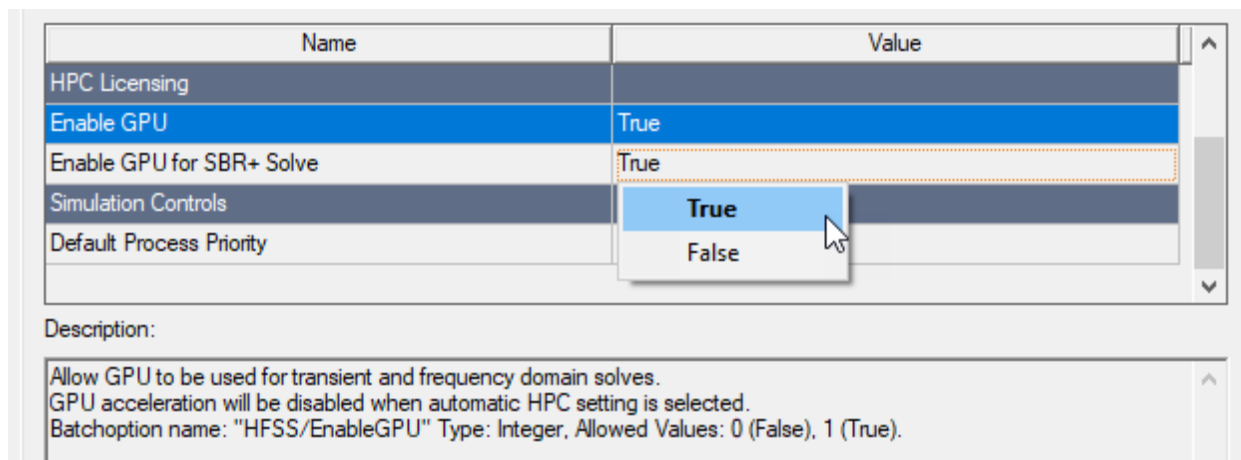 Name Value
HPC Licensing
Enable GPU True
Enable GPU for SBR+ Solve True
Simulation Controls
True
Default Process Priority
False
Description:
Allow GPU to be used for transient and frequency domain solves.
GPU acceleration will be disabled when automatic HPC setting is selected.
Batchoption name: "HFSS/EnableGPU" Type: Integer, Allowed Values: 0 (False), 1 (True).